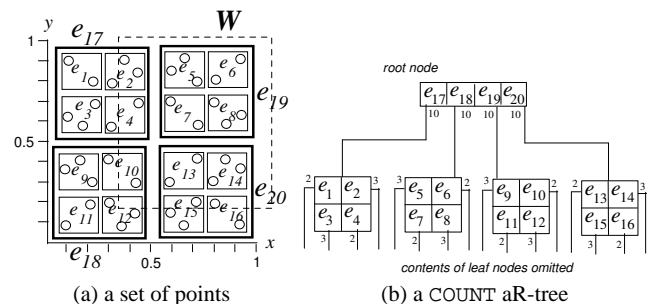 W
y
e17
1
e1
e2
e5
e6
e3
e4
e7
e8
e19
0.5
e9
e10
e13
e14
e20
e11
e12
e15
e16
0
e18
0.5
1
x
(a) a set of points
root node
e17 e18 e19 e20
10 10 10 10
2 3 2 3 3 2 2 3
e1 e2 e5 e6 e9 e10 e13 e14
e3 e4 e7 e8 e11 e12 e15 e16
3 2 2 3 2 3 3 2
contents of leaf nodes omitted
(b) a COUNT aR-tree